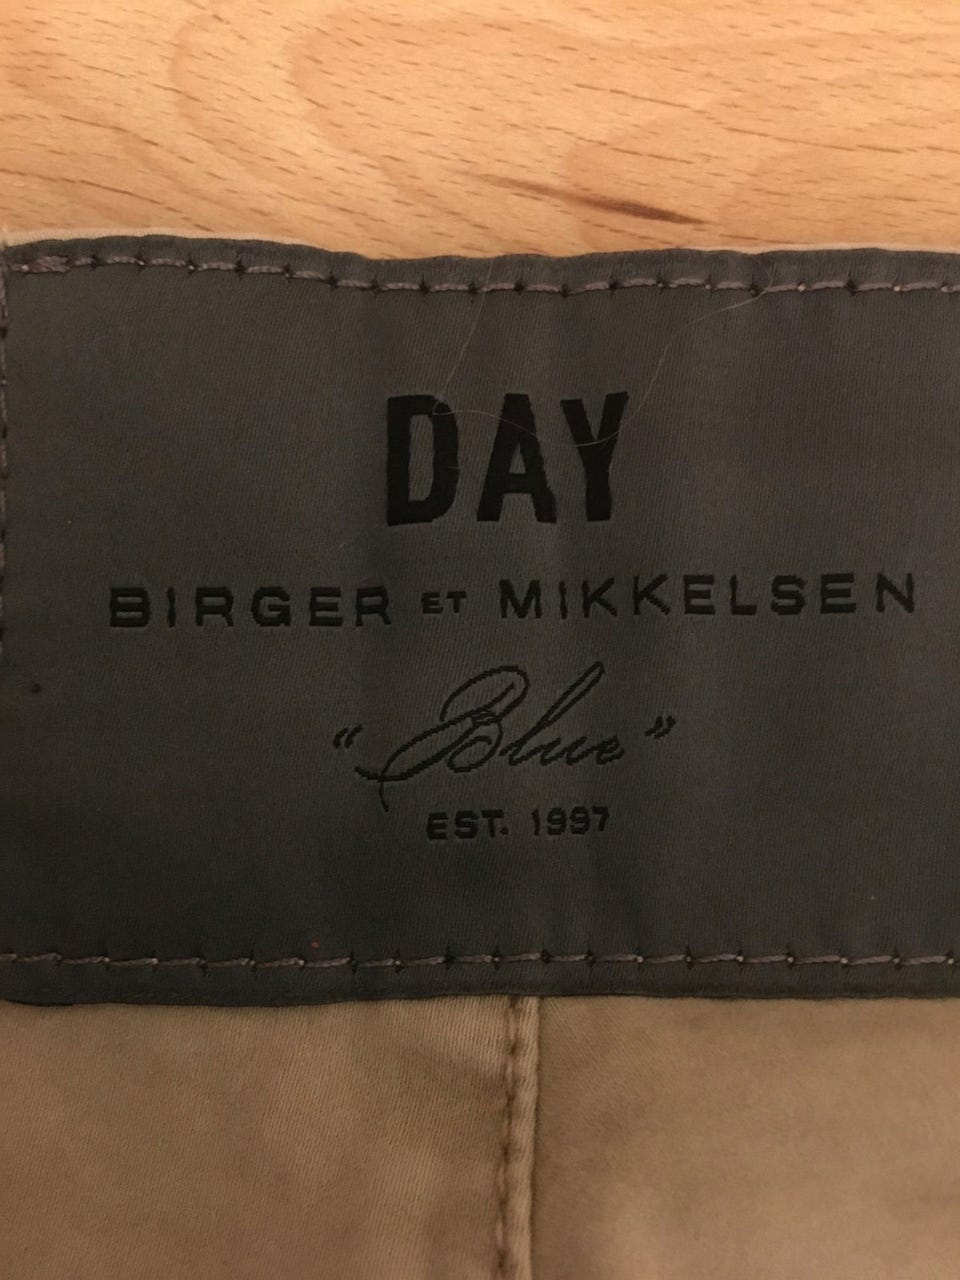 DAY
BIRGER ET MIKKELSEN
"Blue"
EST. 1997